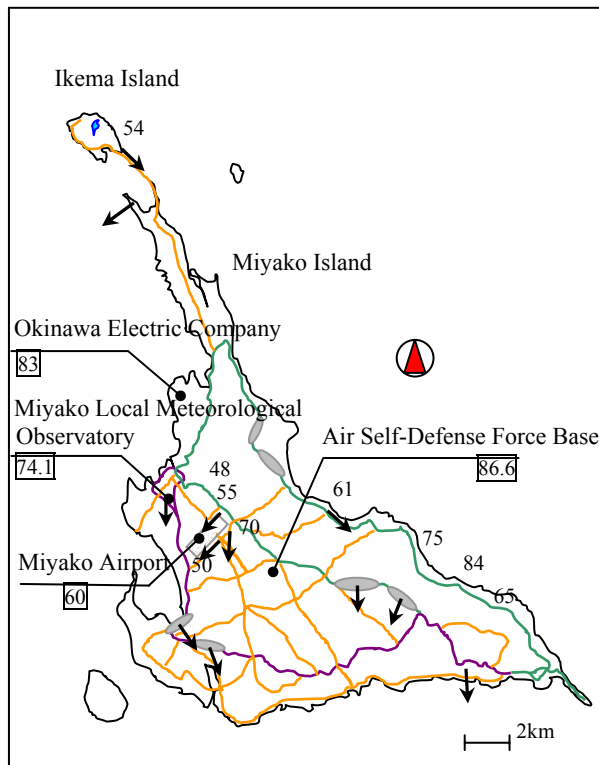 Ikema Island
54
Miyako Island
Okinawa Electric Company
83
Miyako Local Meteorological
Observatory
74.1
Air Self-Defense Force Base
86.6
48
55
61
70
75
Miyako Airport
50
84
60
65
2km